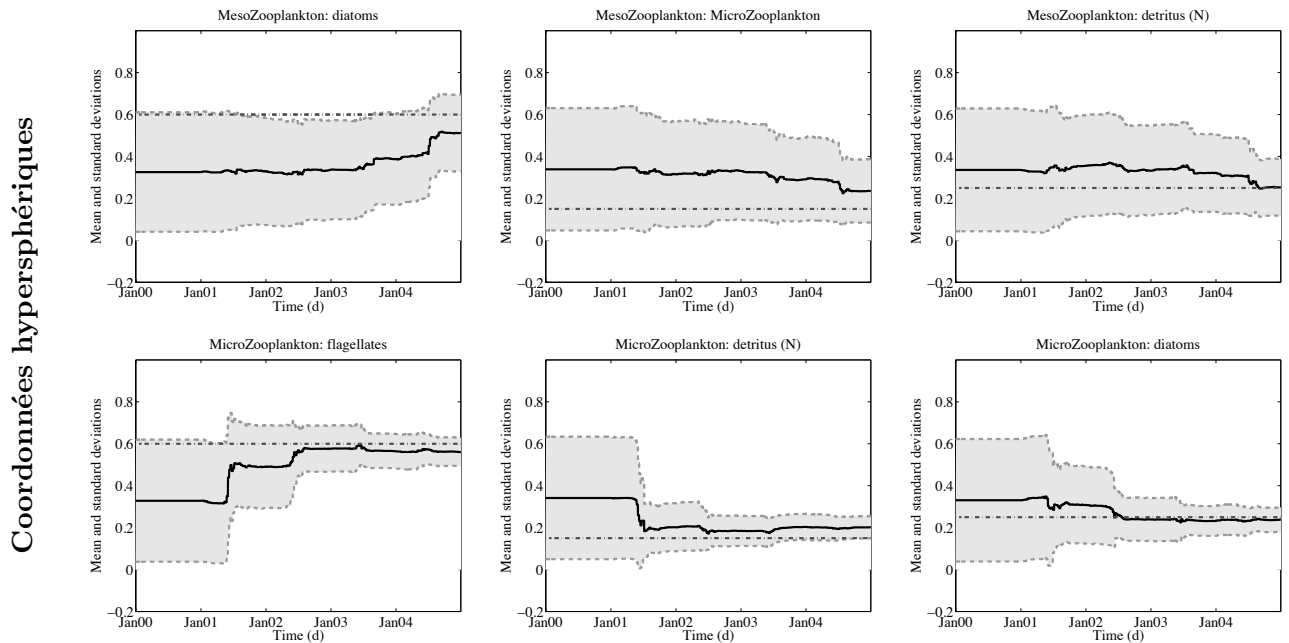 Coordonnées hypersphériques
MesoZooplankton: diatoms
Mean and standard deviations
0.8
0.6
0.4
0.2
0
−0.2
Jan00 Jan01 Jan02 Jan03 Jan04
Time (d)
MesoZooplankton: MicroZooplankton
Mean and standard deviations
0.8
0.6
0.4
0.2
0
−0.2
Jan00 Jan01 Jan02 Jan03 Jan04
Time (d)
MesoZooplankton: detritus (N)
Mean and standard deviations
0.8
0.6
0.4
0.2
0
−0.2
Jan00 Jan01 Jan02 Jan03 Jan04
Time (d)
MicroZooplankton: flagellates
Mean and standard deviations
0.8
0.6
0.4
0.2
0
−0.2
Jan00 Jan01 Jan02 Jan03 Jan04
Time (d)
MicroZooplankton: detritus (N)
Mean and standard deviations
0.8
0.6
0.4
0.2
0
−0.2
Jan00 Jan01 Jan02 Jan03 Jan04
Time (d)
MicroZooplankton: diatoms
Mean and standard deviations
0.8
0.6
0.4
0.2
0
−0.2
Jan00 Jan01 Jan02 Jan03 Jan04
Time (d)